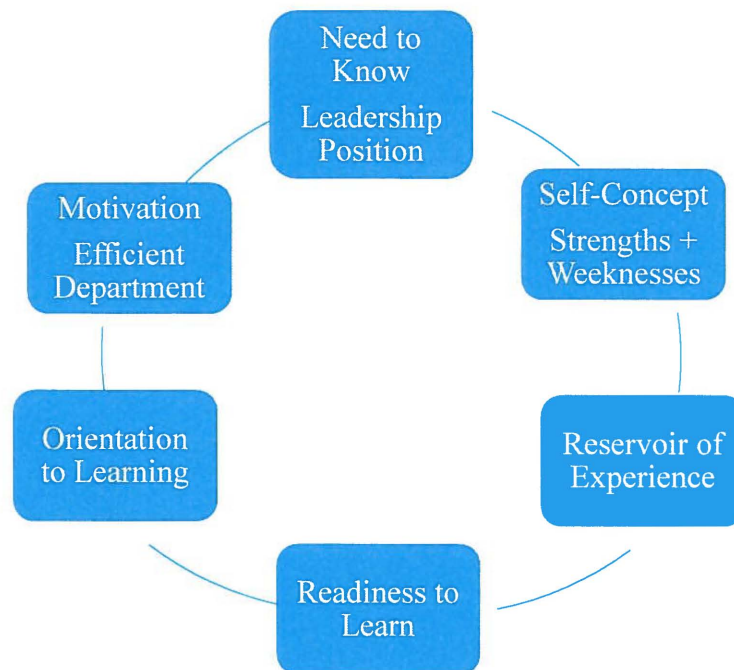 Need to
Know
Leadership
Position
Self-Concept
Strengths +
Weeknesses
Reservoir of
Experience
Readiness to
Learn
Orientation
to Learning
Motivation
Efficient
Department